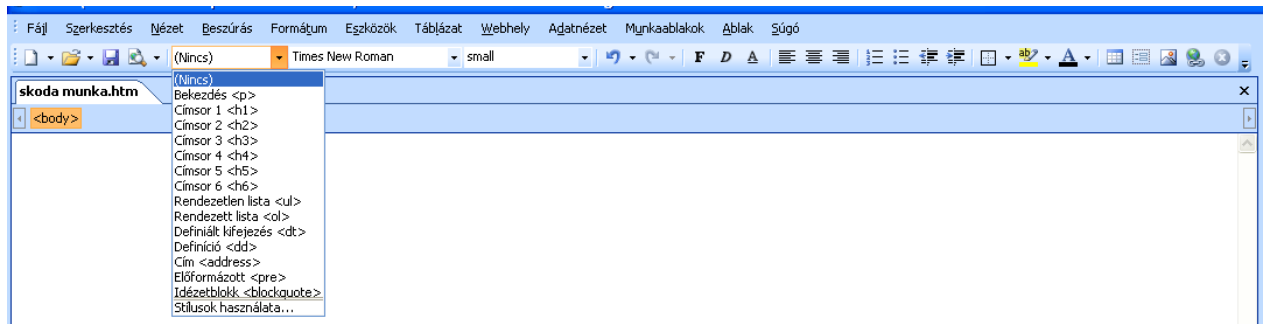 Fájl Szerkesztés Nézet Beszúrás Formátum Eszközök Táblázat Webhely Adatnézet Munkaablakok Ablak Súgó
(Nincs) Times New Roman small F D A ab A
(Nincs)
skoda munka.htm
Bekezdés <p>
Címsor 1 <h1>
<body>
Címsor 2 <h2>
Címsor 3 <h3>
Címsor 4 <h4>
Címsor 5 <h5>
Címsor 6 <h6>
Rendezetlen lista <ul>
Rendezett lista <ol>
Definiált kifejezés <dt>
Definíció <dd>
Cím <address>
Előformázott <pre>
Idézetblokk <blockquote>
Stílusok használata...